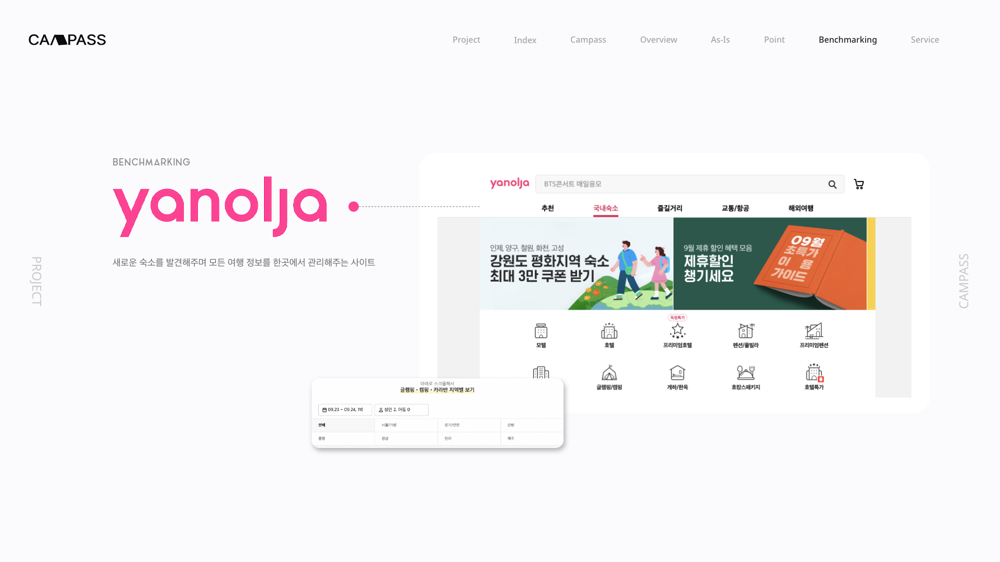 CAMPASS
Project
Index
Campass
Overview
As-Is
Point
Benchmarking
Service
BENCHMARKING
yanolja
새로운 숙소를 발견해주며 모든 여행 정보를 한곳에서 관리해주는 사이트
PROJECT
CAMPASS
yanolja
BTS콘서트 매일응모
추천
국내숙소
즐길거리
교통/항공
해외여행
인제, 양구, 철원, 화천, 고성
강원도 평화지역 숙소
최대 3만 쿠폰 받기
9월 제휴 할인 혜택 모음
제휴할인
챙기세요
09월
초특가
이 용
가이드
독점특가
모텔
호텔
프리미엄호텔
펜션/풀빌라
프리미엄펜션
글램핑/캠핑
게하/한옥
호캉스패키지
호텔특가
아래로 스크롤해서
글램핑 • 캠핑 • 카라반 지역별 보기
09.23 ~ 09.24, 1박
성인 2, 아동 0
전체
서울/가평
경기/인천
강원
충청
경상
전라
제주